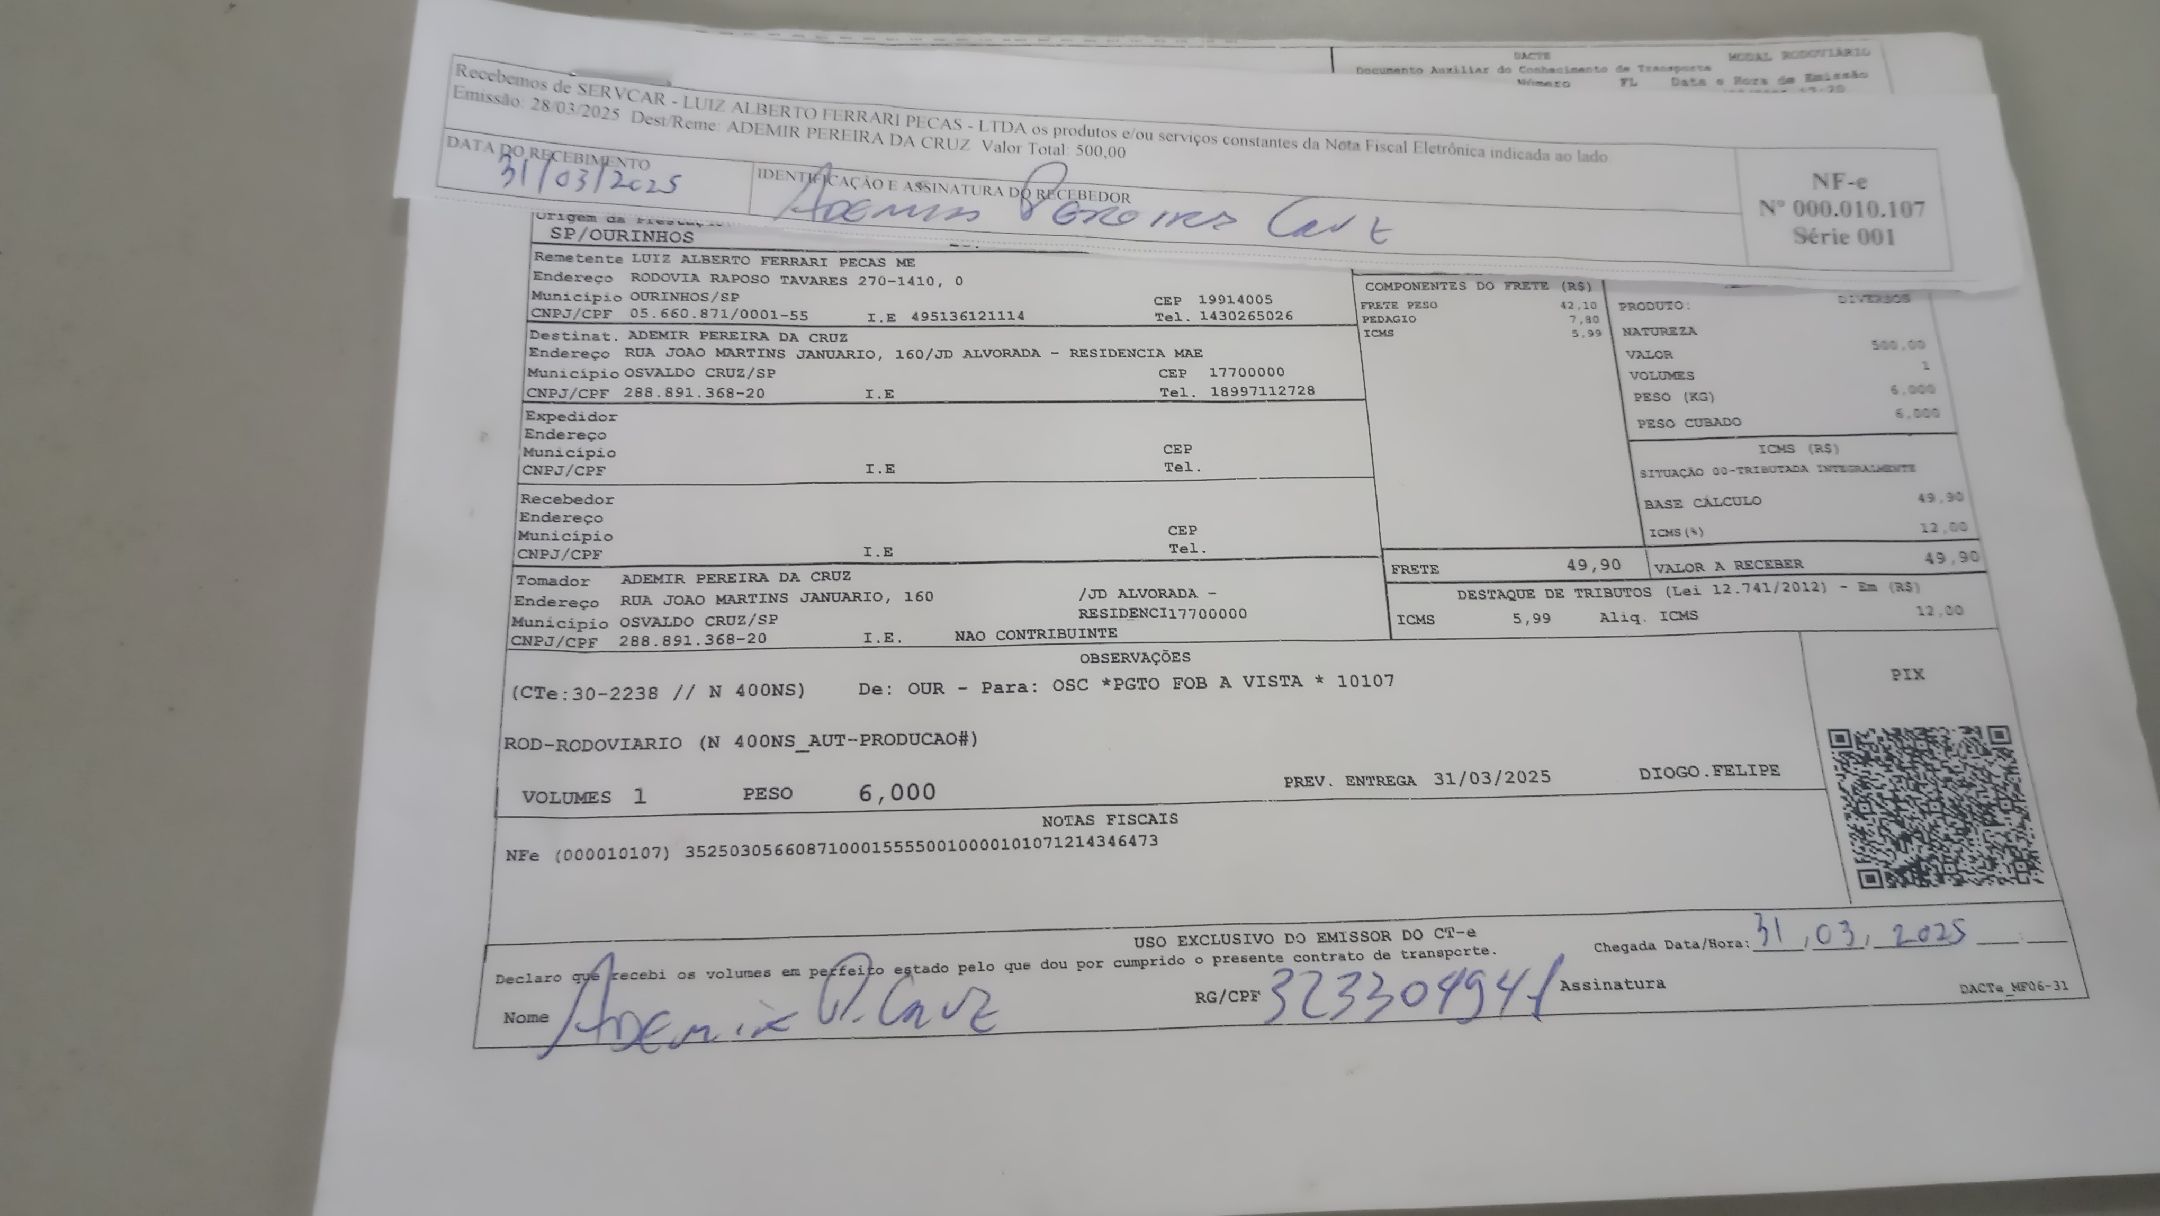 DACTE
MODAL RODOVIÁRIO
Documento Auxiliar do Conhecimento de Transporte
Número FL Data e Hora de Emissão
Recebemos de SERVCAR - LUIZ ALBERTO FERRARI PECAS - LTDA os produtos e/ou serviços constantes da Nota Fiscal Eletrônica indicada ao lado
Emissão: 28/03/2025 Dest/Reme: ADEMIR PEREIRA DA CRUZ Valor Total: 500,00
DATA DO RECEBIMENTO
31/03/2025
IDENTIFICAÇÃO E ASSINATURA DO RECEBEDOR
Ademir Pereira Cruz
NF-e
Nº 000.010.107
Série 001
Origem da
SP/OURINHOS
Remetente LUIZ ALBERTO FERRARI PECAS ME
Endereço RODOVIA RAPOSO TAVARES 270-1410, 0
Município OURINHOS/SP CEP 19914005
CNPJ/CPF 05.660.871/0001-55 I.E 495136121114 Tel. 1430265026
Destinat. ADEMIR PEREIRA DA CRUZ
Endereço RUA JOAO MARTINS JANUARIO, 160/JD ALVORADA - RESIDENCIA MAE
Município OSVALDO CRUZ/SP CEP 17700000
CNPJ/CPF 288.891.368-20 I.E Tel. 18997112728
Expedidor
Endereço
Município CEP
CNPJ/CPF I.E Tel.
Recebedor
Endereço
Município CEP
CNPJ/CPF I.E Tel.
Tomador ADEMIR PEREIRA DA CRUZ
Endereço RUA JOAO MARTINS JANUARIO, 160 /JD ALVORADA -
RESIDENCI17700000
Município OSVALDO CRUZ/SP
CNPJ/CPF 288.891.368-20 I.E. NAO CONTRIBUINTE
COMPONENTES DO FRETE (R$)
FRETE PESO 42,10
PEDAGIO 7,80
ICMS 5,99
PRODUTO: DIVERSOS
NATUREZA
VALOR 500,00
VOLUMES 1
PESO (KG) 6,000
PESO CUBADO 6,000
ICMS (R$)
SITUAÇÃO 00-TRIBUTADA INTEGRALMENTE
BASE CÁLCULO 49,90
ICMS(%) 12,00
FRETE 49,90 VALOR A RECEBER 49,90
DESTAQUE DE TRIBUTOS (Lei 12.741/2012) - Em (R$)
ICMS 5,99 Aliq. ICMS 12,00
OBSERVAÇÕES
(CTe:30-2238 // N 400NS) De: OUR - Para: OSC *PGTO FOB A VISTA * 10107
ROD-RODOVIARIO (N 400NS_AUT-PRODUCAO#)
VOLUMES 1 PESO 6,000 PREV. ENTREGA 31/03/2025 DIOGO.FELIPE
PIX
NOTAS FISCAIS
NFe (000010107) 35250305660871000155550010000101071214346473
USO EXCLUSIVO DO EMISSOR DO CT-e
Declaro que recebi os volumes em perfeito estado pelo que dou por cumprido o presente contrato de transporte.
Chegada Data/Hora: 31/03/2025
Nome Ademir P. Cruz RG/CPF 323304941 Assinatura
DACTe_MF06-31